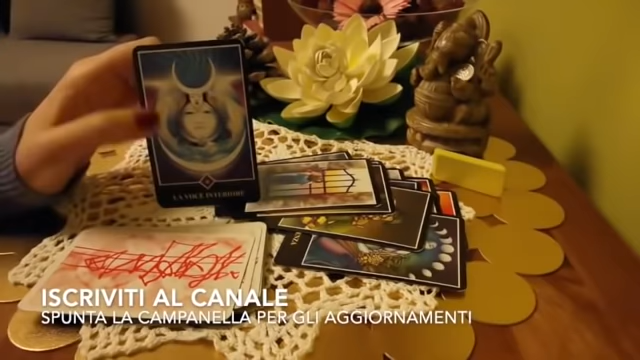 LA VOCE INTERIORE
ISCRIVITI AL CANALE
SPUNTA LA CAMPANELLA PER GLI AGGIORNAMENTI